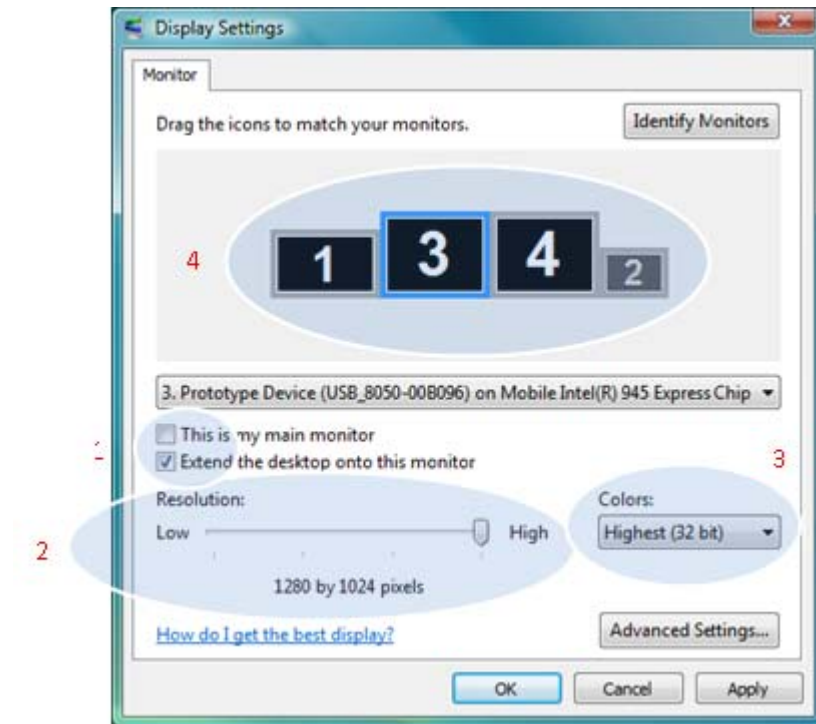 Display Settings
Monitor
Drag the icons to match your monitors.
Identify Monitors
4
1
3
4
2
3. Prototype Device (USB_8050-00B096) on Mobile Intel(R) 945 Express Chip
1
This is my main monitor
Extend the desktop onto this monitor
3
Resolution:
Colors:
Low
High
Highest (32 bit)
2
1280 by 1024 pixels
How do I get the best display?
Advanced Settings...
OK
Cancel
Apply